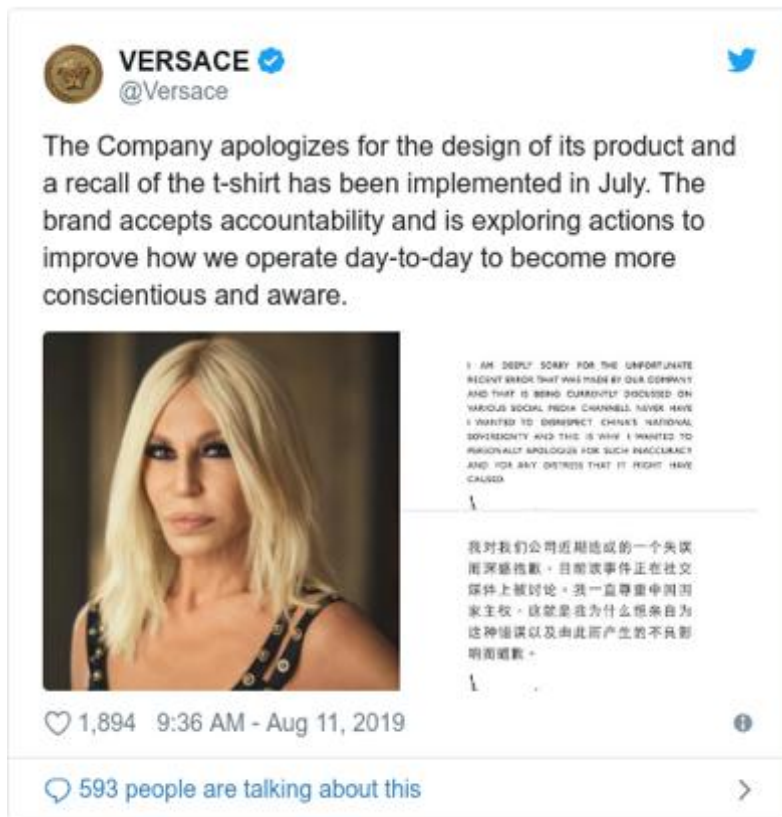 VERSACE
@Versace
The Company apologizes for the design of its product and
a recall of the t-shirt has been implemented in July. The
brand accepts accountability and is exploring actions to
improve how we operate day-to-day to become more
conscientious and aware.
I AM DEEPLY SORRY FOR THE UNFORTUNATE
RECENT ERROR THAT WAS MADE BY OUR COMPANY
AND THAT IS BEING CURRENTLY DISCUSSED ON
VARIOUS SOCIAL MEDIA CHANNELS. NEVER HAVE
I WANTED TO DISRESPECT CHINA'S NATIONAL
SOVEREIGNTY AND THIS IS WHY I WANTED TO
PERSONALLY APOLOGIZE FOR SUCH INACCURACY
AND FOR ANY DISTRESS THAT IT MIGHT HAVE
CAUSED.
我对我们公司近期造成的一个失误
而深感抱歉。目前该事件正在社交
媒体上被讨论。我一直尊重中国国
家主权。这就是我为什么想亲自为
这种错误以及由此而产生的不良影
响而道歉。
1,894 9:36 AM - Aug 11, 2019
593 people are talking about this